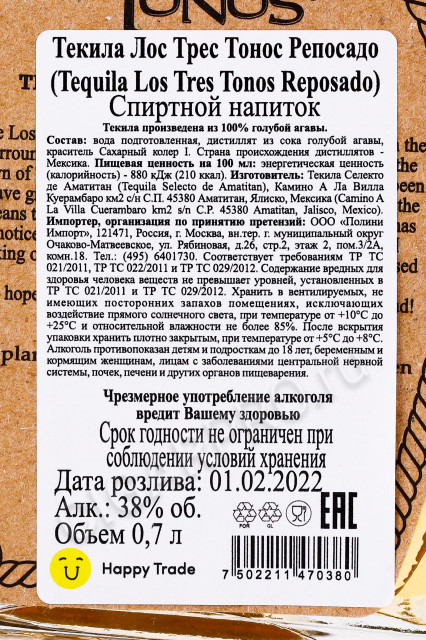 TONOS
Текила Лос Трес Тонос Репосадо
(Tequila Los Tres Tonos Reposado)
Спиртной напиток
Текила произведена из 100% голубой агавы.
Состав: вода подготовленная, дистиллят из сока голубой агавы,
краситель Сахарный колер I. Страна происхождения дистиллятов -
Мексика. Пищевая ценность на 100 мл: энергетическая ценность
(калорийность) - 880 кДж (210 ккал). Изготовитель: Текила Селекто
де Аматитан (Tequila Selecto de Amatitan), Камино А Ла Вилла
Куерамбаро км2 с/н С.Р. 45380 Аматитан, Ялиско, Мексика (Camino A
La Villa Cuerambaro km2 s/n C.P. 45380 Amatitan, Jalisco, Mexico).
Импортер, организация по принятию претензий: ООО «Полини
Импорт», 121471, Россия, г. Москва, вн.тер. г. муниципальный округ
Очаково-Матвеевское, ул. Рябиновая, д.26, стр.2, этаж 2, пом.3/2А,
комн.18. Тел.: (495) 6401730. Соответствует требованиям ТР ТС
021/2011, ТР ТС 022/2011 и ТР ТС 029/2012. Содержание вредных для
здоровья человека веществ не превышает уровней, установленных в
ТР ТС 021/2011 и ТР ТС 029/2012. Хранить в вентилируемых, не
имеющих посторонних запахов помещениях, исключающих
воздействие прямого солнечного света, при температуре от +10°С до
+25°С и относительной влажности не более 85%. После вскрытия
упаковки хранить плотно закрытым, при температуре от +5°С до +8°С.
Алкоголь противопоказан детям и подросткам до 18 лет, беременным и
кормящим женщинам, лицам с заболеваниями центральной нервной
системы, почек, печени и других органов пищеварения.
Чрезмерное употребление алкоголя
вредит Вашему здоровью
Срок годности не ограничен при
соблюдении условий хранения
Дата розлива: 01.02.2022
Алк.: 38% об.
Объем 0,7 л
EAC
FOR
GL
Happy Trade
7 502211 470380